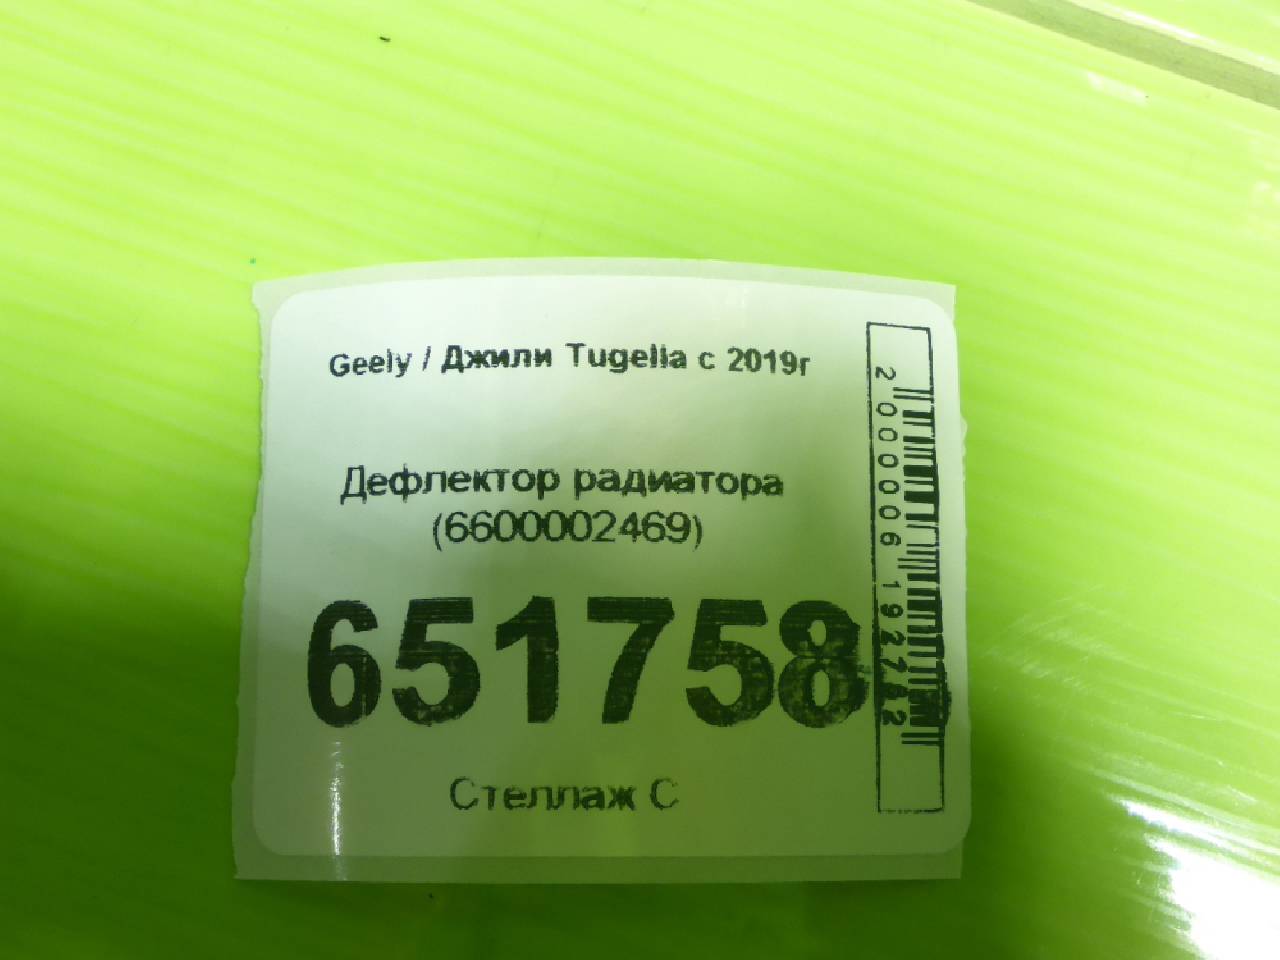 Geely / Джили Tugella с 2019г
Дефлектор радиатора
(6600002469)
651758
Стеллаж С